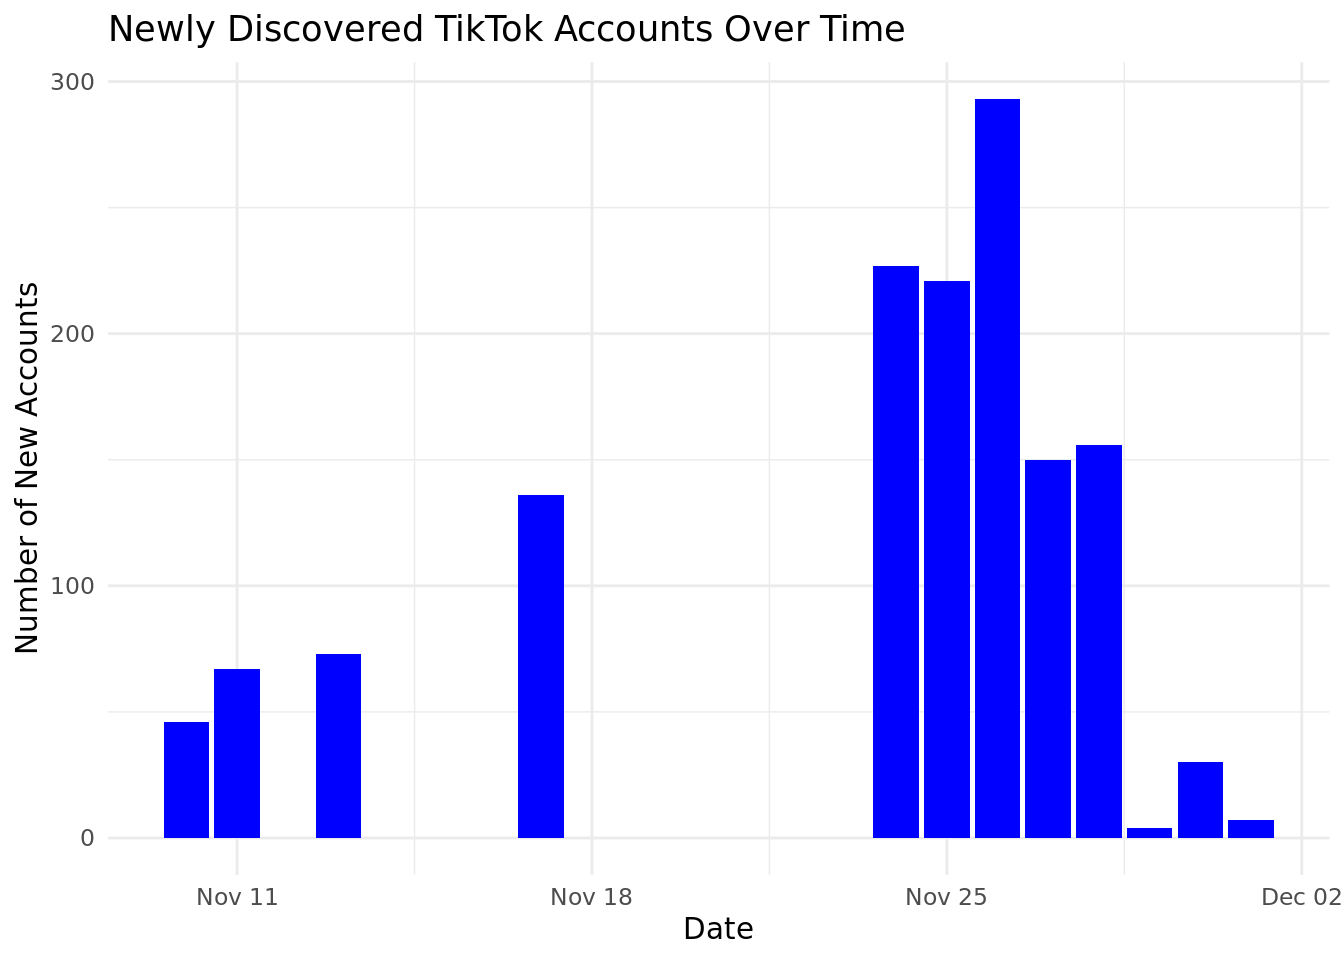 Newly Discovered TikTok Accounts Over Time
300
200
100
0
Number of New Accounts
Nov 11
Nov 18
Nov 25
Dec 02
Date